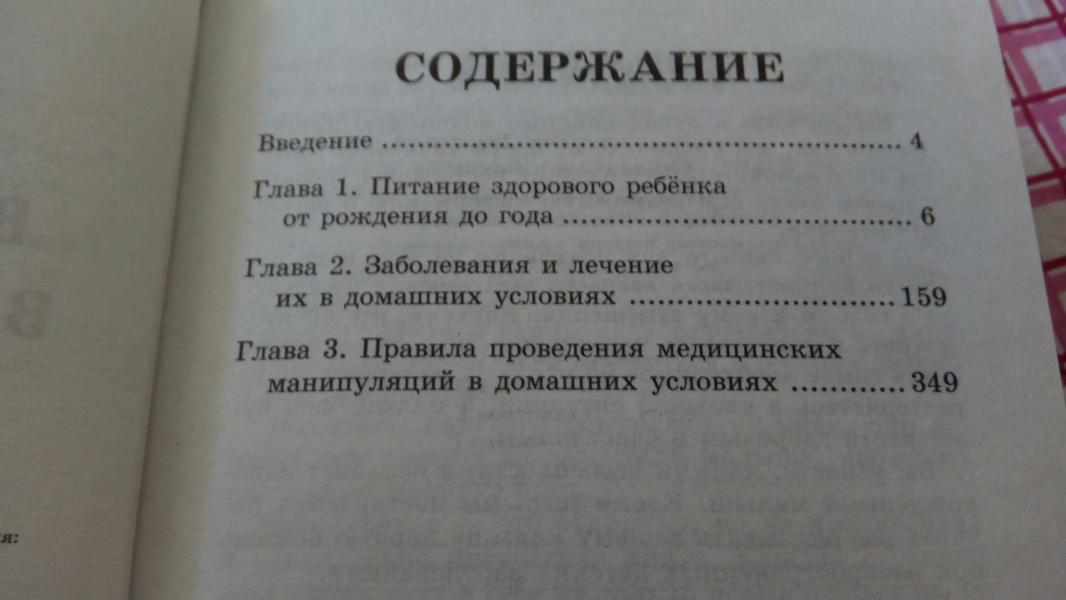 СОДЕРЖАНИЕ
Введение .................................................... 4
Глава 1. Питание здорового ребёнка
от рождения до года ................................... 6
Глава 2. Заболевания и лечение
их в домашних условиях ..........................159
Глава 3. Правила проведения медицинских
манипуляций в домашних условиях ............349